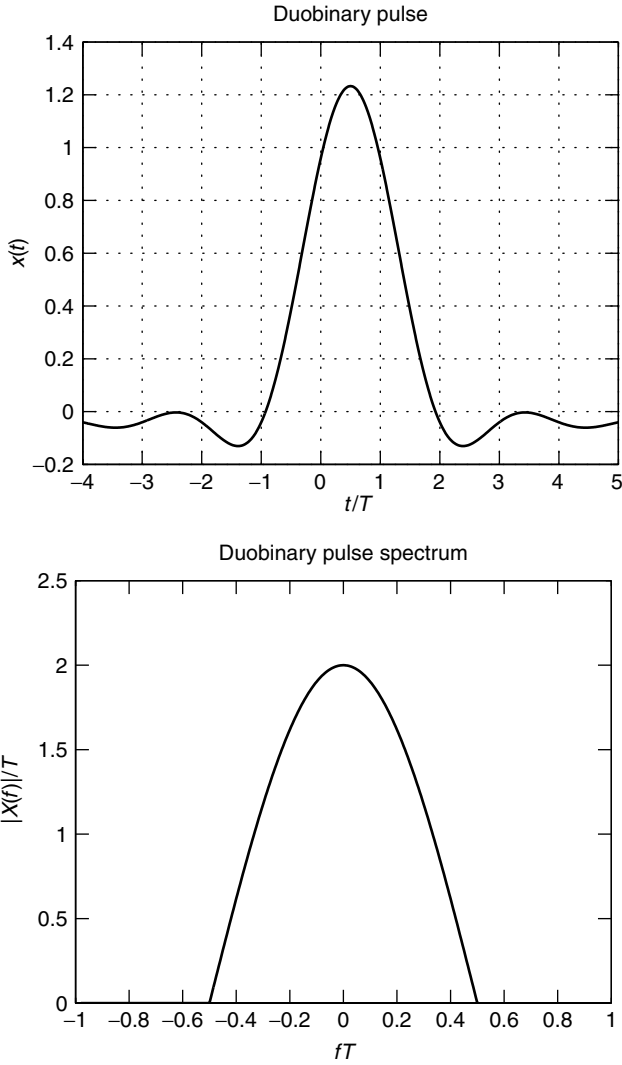 Duobinary pulse
1.4
1.2
1
0.8
0.6
0.4
0.2
0
−0.2
x(t)
−4 −3 −2 −1 0 1 2 3 4 5
t/T
Duobinary pulse spectrum
2.5
2
1.5
1
0.5
0
|X(f)|/T
−1 −0.8 −0.6 −0.4 −0.2 0 0.2 0.4 0.6 0.8 1
fT